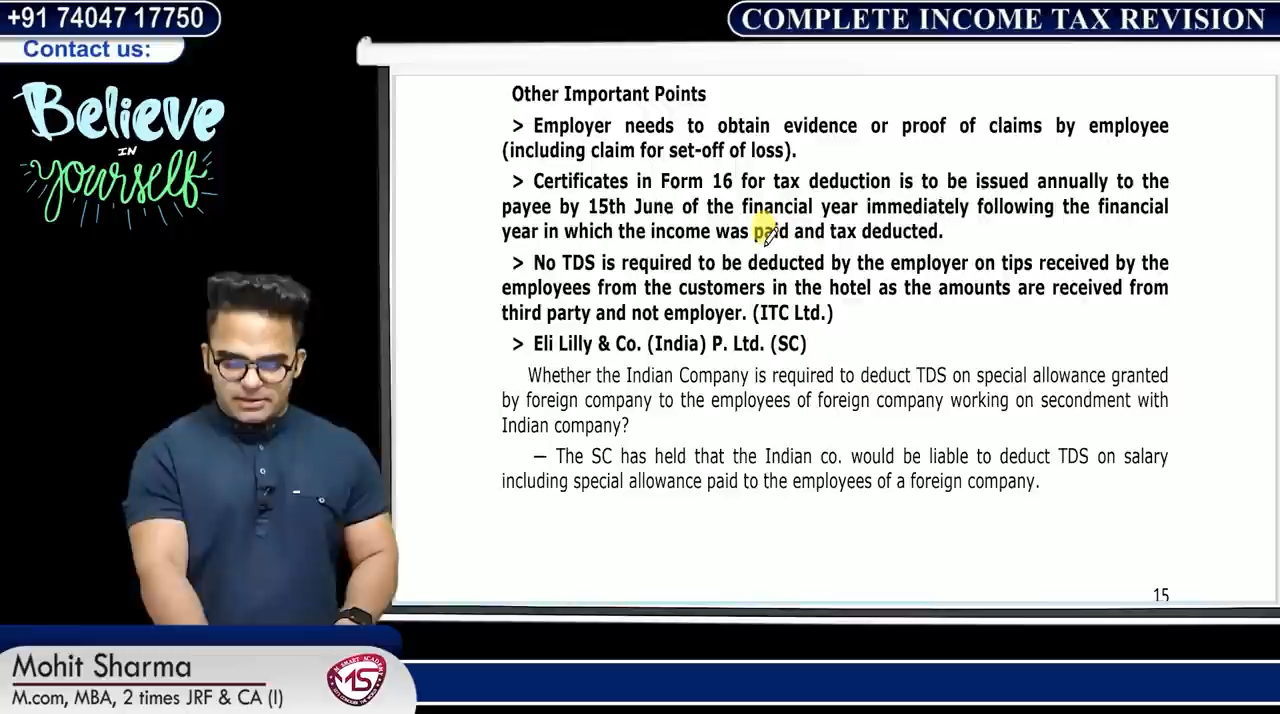 +91 74047 17750
Contact us:
COMPLETE INCOME TAX REVISION
Believe
IN
yourself
Other Important Points
> Employer needs to obtain evidence or proof of claims by employee
(including claim for set-off of loss).
> Certificates in Form 16 for tax deduction is to be issued annually to the
payee by 15th June of the financial year immediately following the financial
year in which the income was paid and tax deducted.
> No TDS is required to be deducted by the employer on tips received by the
employees from the customers in the hotel as the amounts are received from
third party and not employer. (ITC Ltd.)
> Eli Lilly & Co. (India) P. Ltd. (SC)
Whether the Indian Company is required to deduct TDS on special allowance granted
by foreign company to the employees of foreign company working on secondment with
Indian company?
— The SC has held that the Indian co. would be liable to deduct TDS on salary
including special allowance paid to the employees of a foreign company.
15
Mohit Sharma
M.com, MBA, 2 times JRF & CA (I)
M SMART ACADEMY
MS